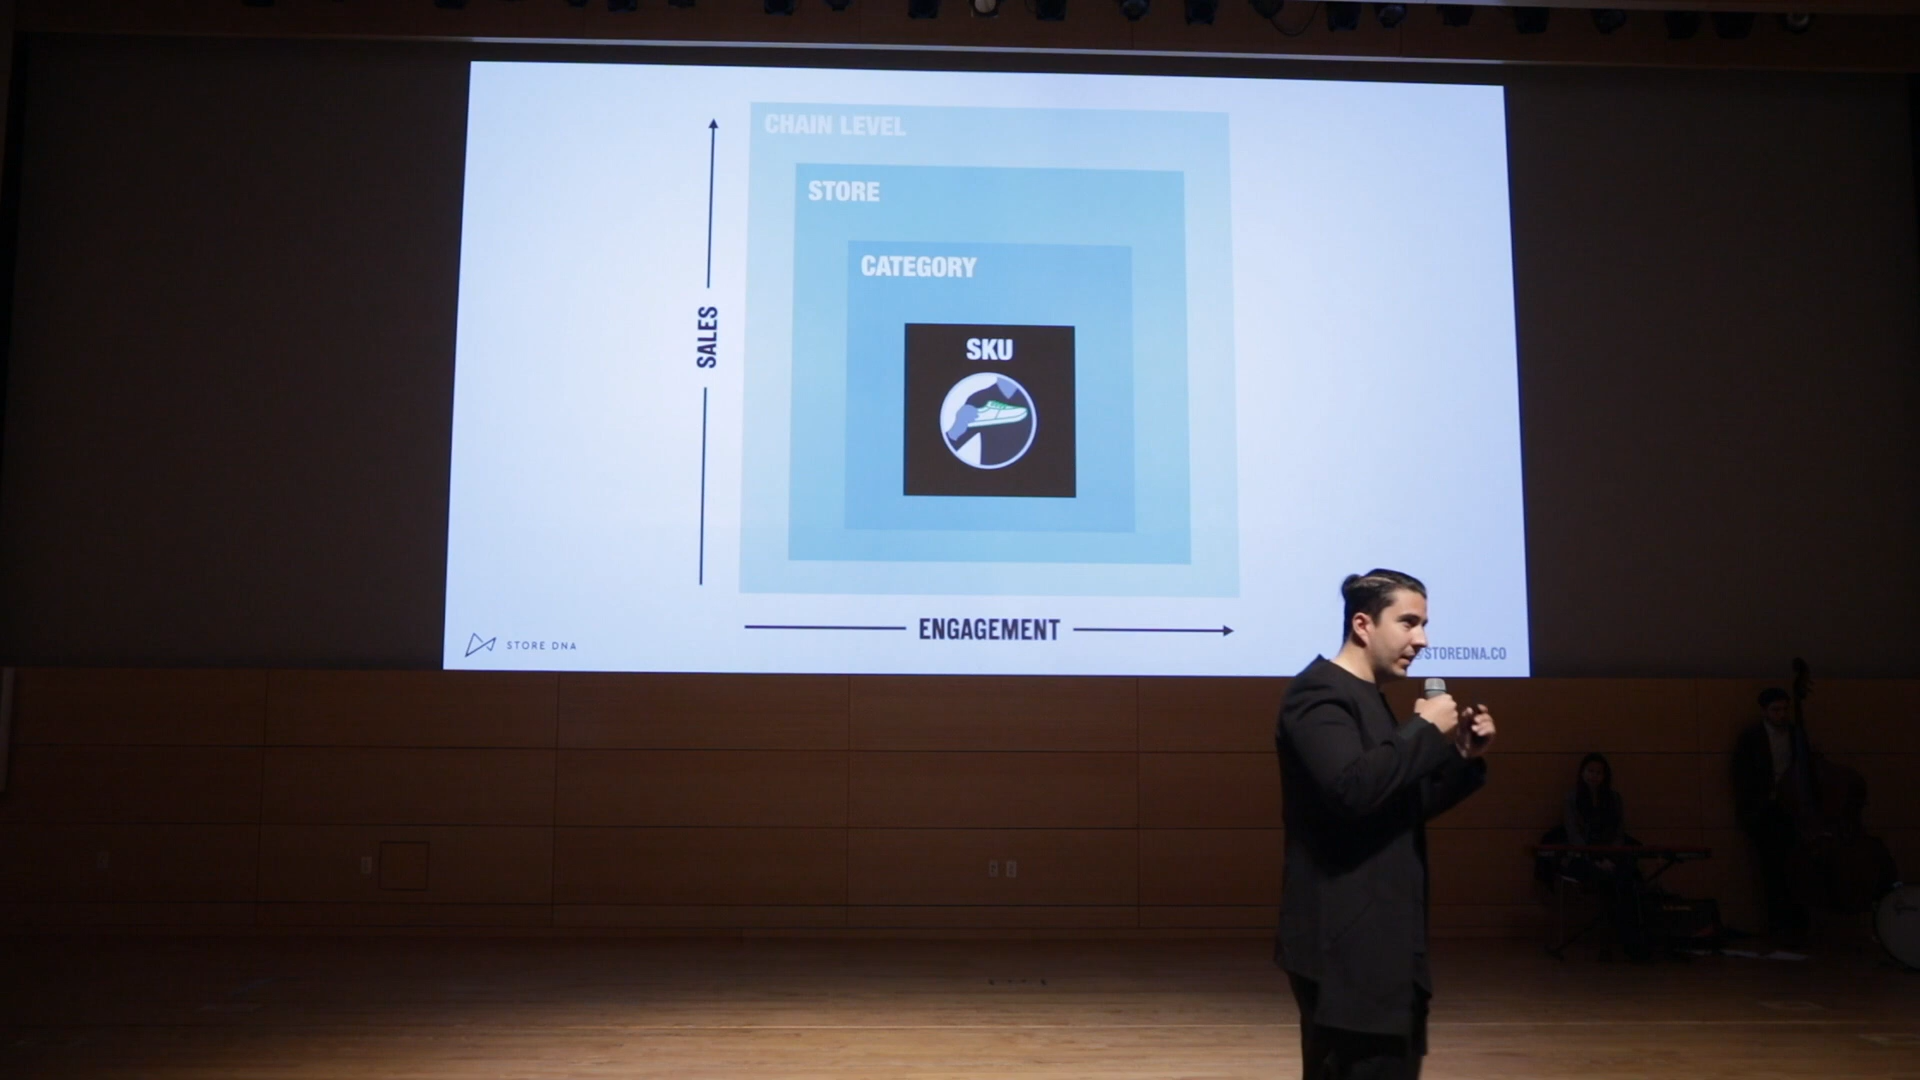 CHAIN LEVEL
STORE
CATEGORY
SKU
SALES
ENGAGEMENT
STORE DNA
STOREDNA.CO